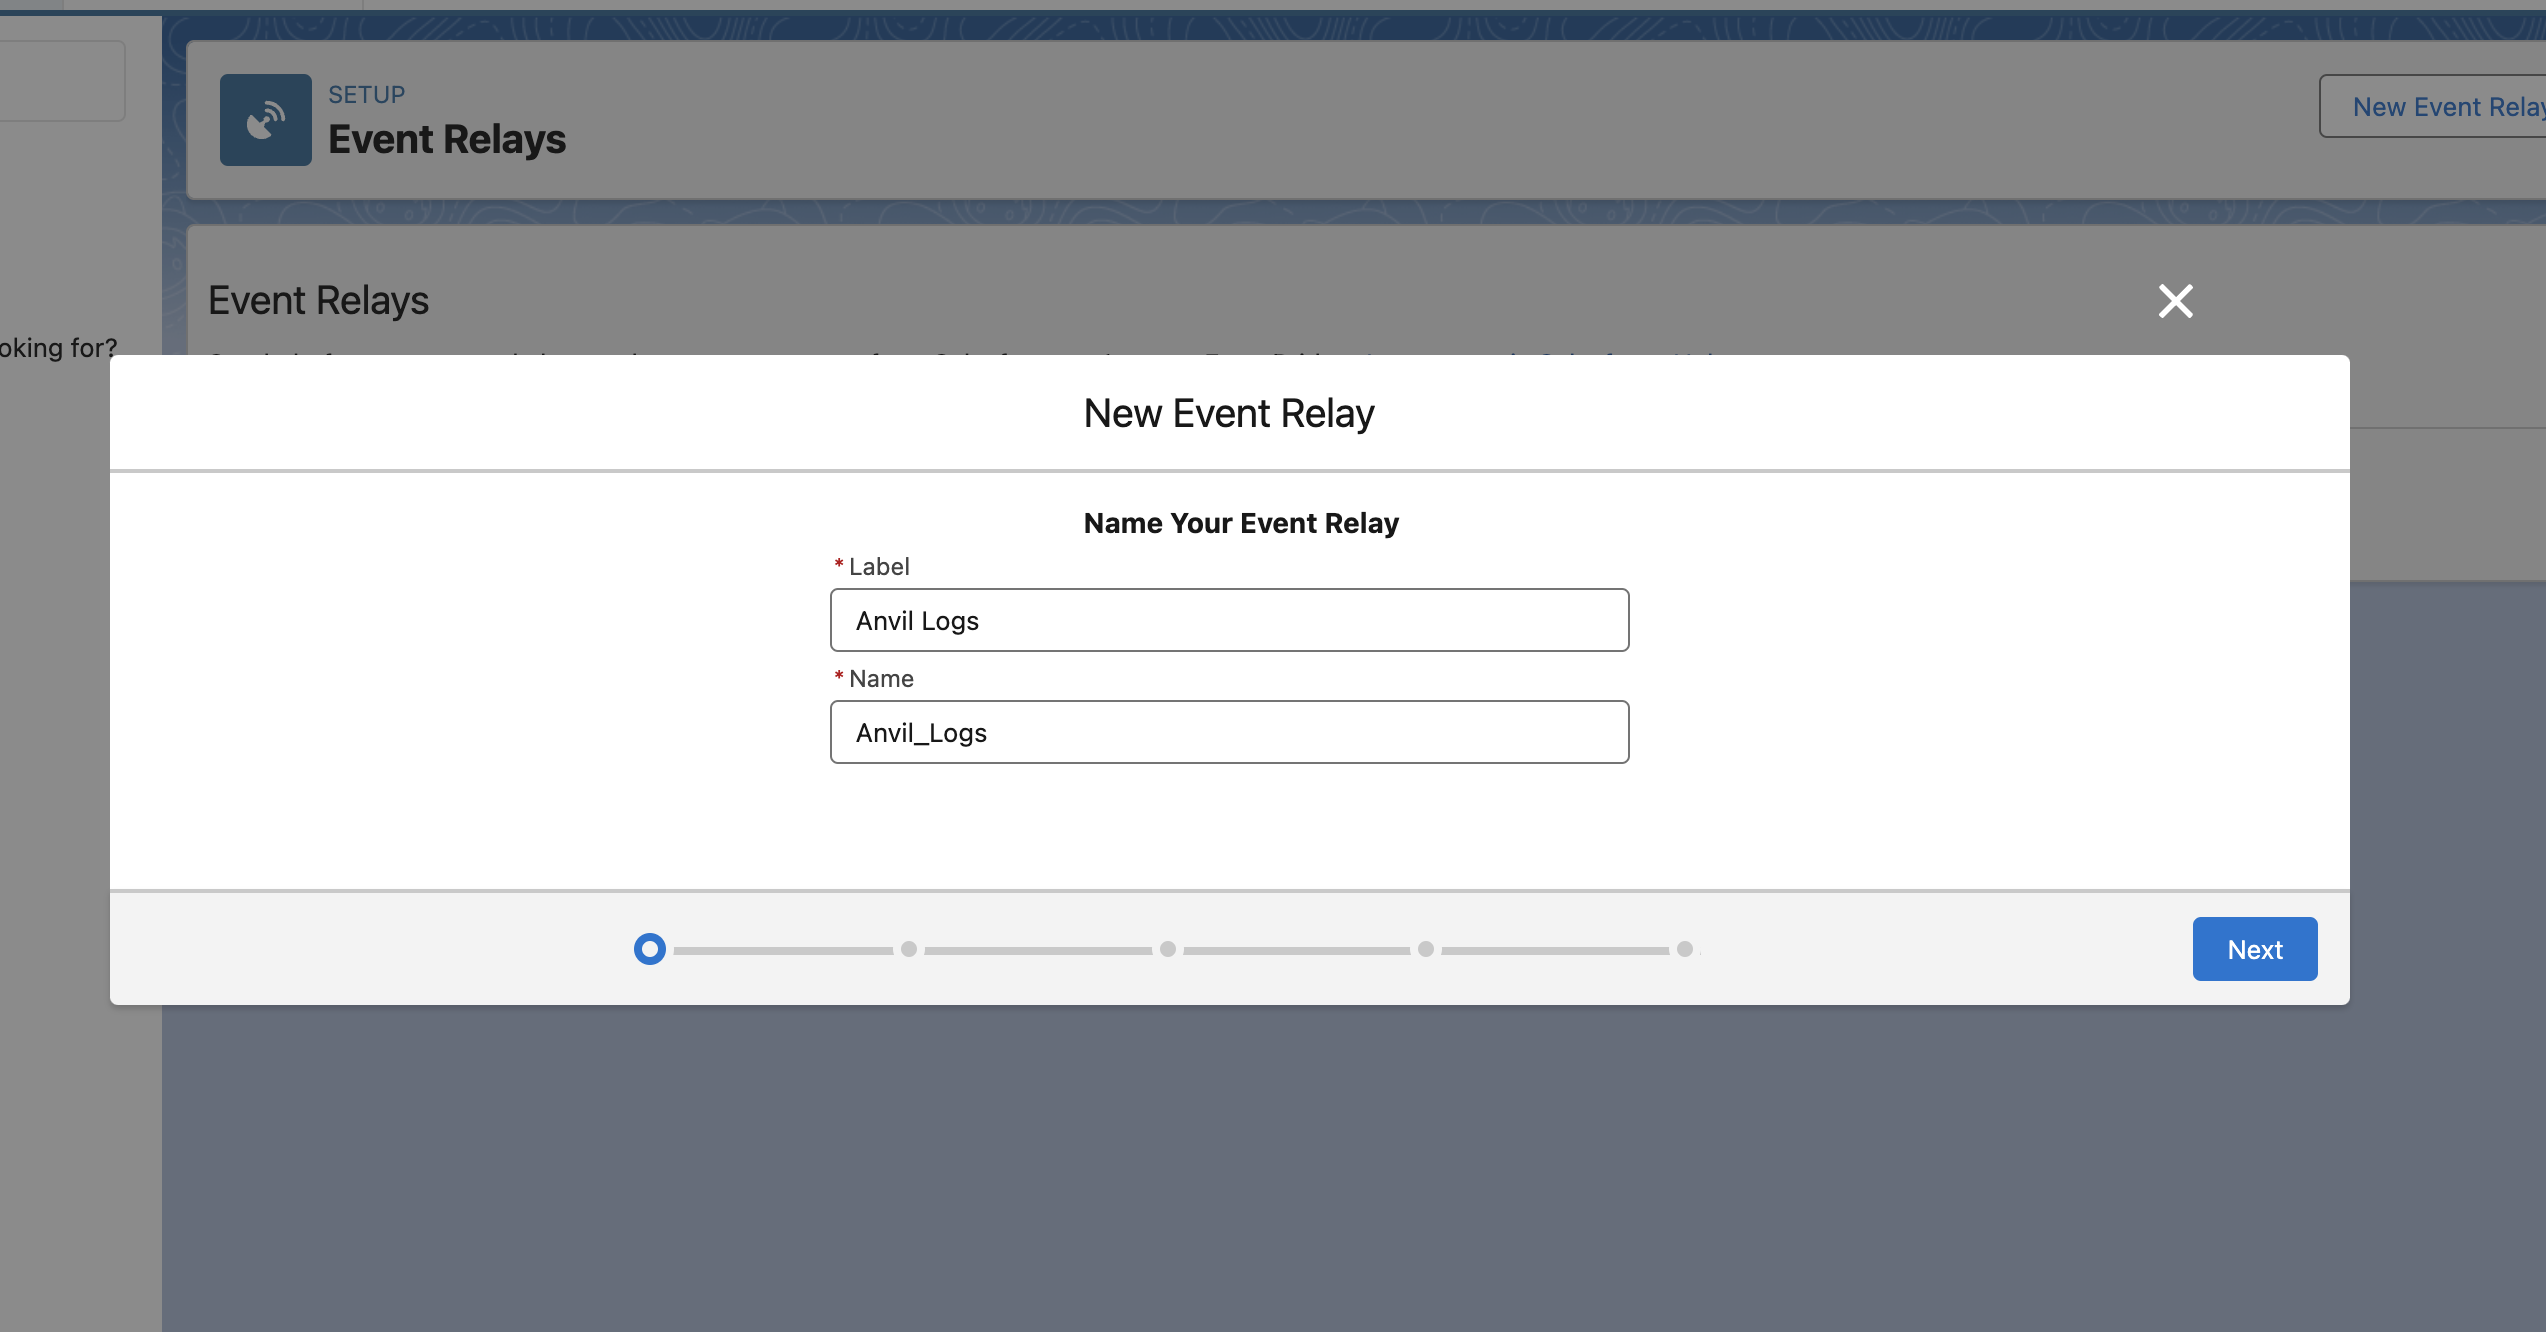 SETUP
Event Relays
New Event Relay
Event Relays
oking for?
New Event Relay
Name Your Event Relay
* Label
Anvil Logs
* Name
Anvil_Logs
Next